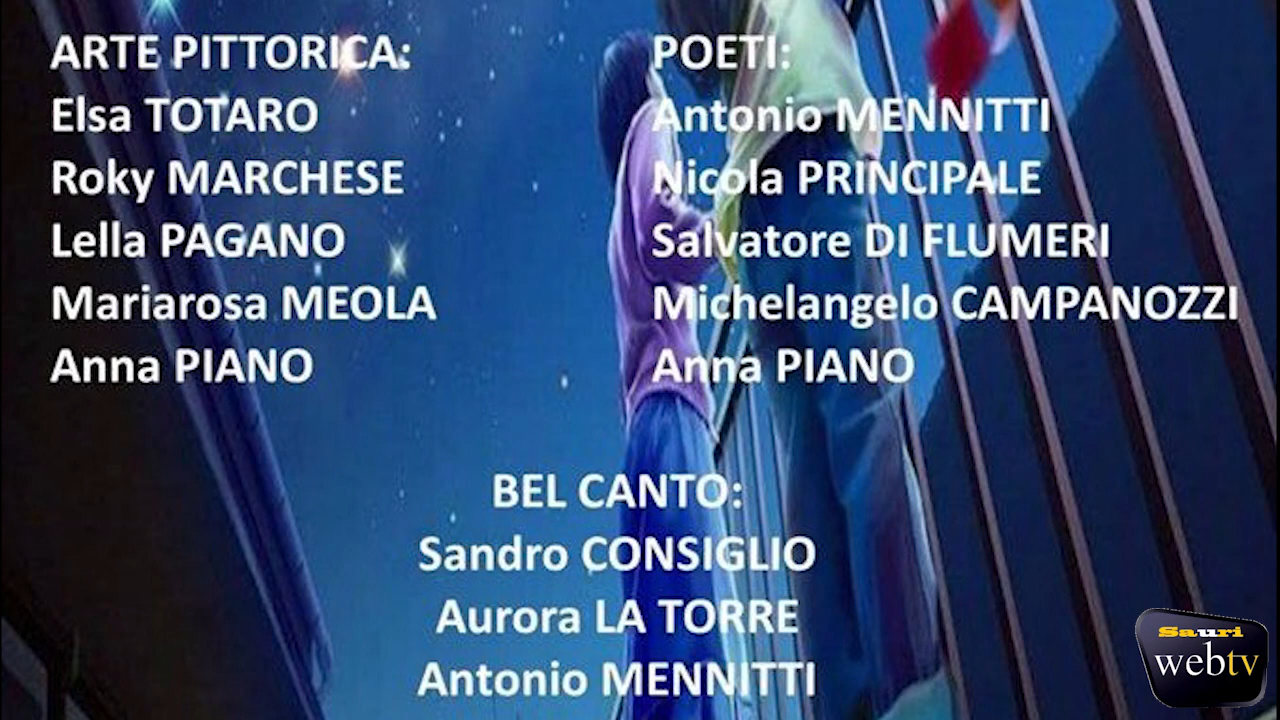 ARTE PITTORICA:
Elsa TOTARO
Roky MARCHESE
Lella PAGANO
Mariarosa MEOLA
Anna PIANO
POETI:
Antonio MENNITTI
Nicola PRINCIPALE
Salvatore DI FLUMERI
Michelangelo CAMPANOZZI
Anna PIANO
BEL CANTO:
Sandro CONSIGLIO
Aurora LA TORRE
Antonio MENNITTI
Sauri
webtv